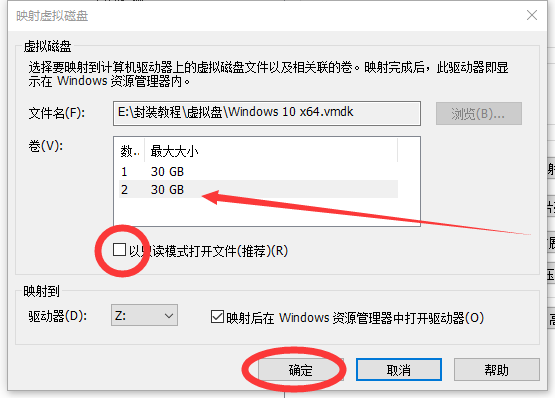 映射虚拟磁盘
虚拟磁盘
选择要映射到计算机驱动器上的虚拟磁盘文件以及相关联的卷。映射完成后，此驱动器即显
示在 Windows 资源管理器内。
文件名(F): E:\封装教程\虚拟盘\Windows 10 x64.vmdk 浏览(B)...
卷(V): 数.. 最大大小
1 30 GB
2 30 GB
以只读模式打开文件(推荐)(R)
映射到
驱动器(D): Z: 映射后在 Windows 资源管理器中打开驱动器(O)
确定 取消 帮助